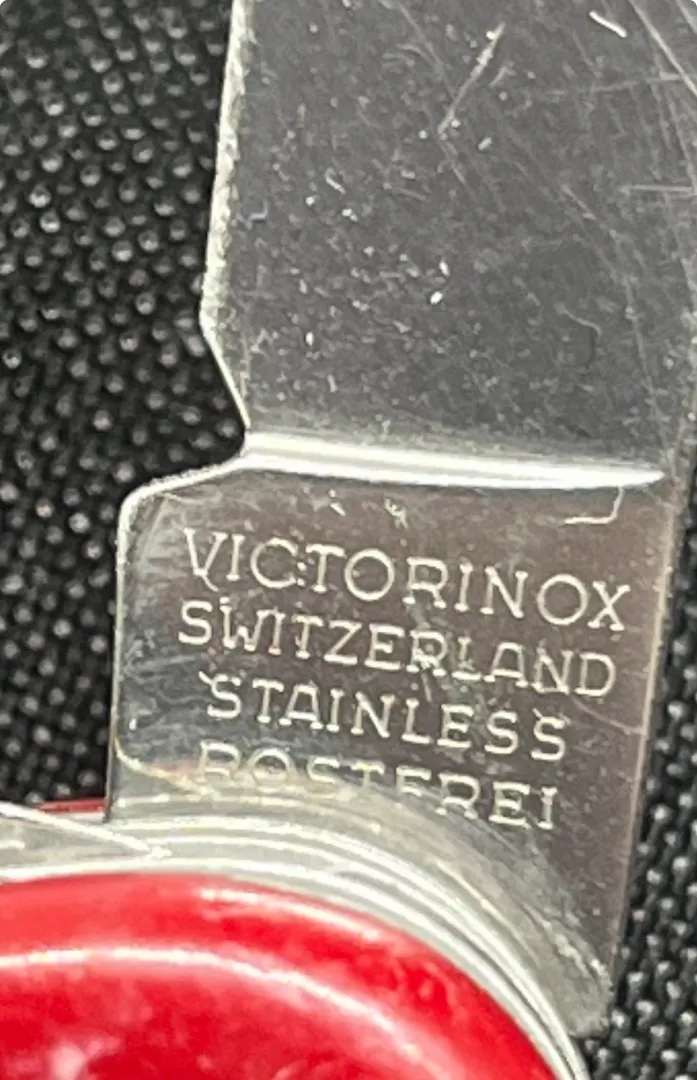 VICTORINOX
SWITZERLAND
STAINLESS
ROSTFREI